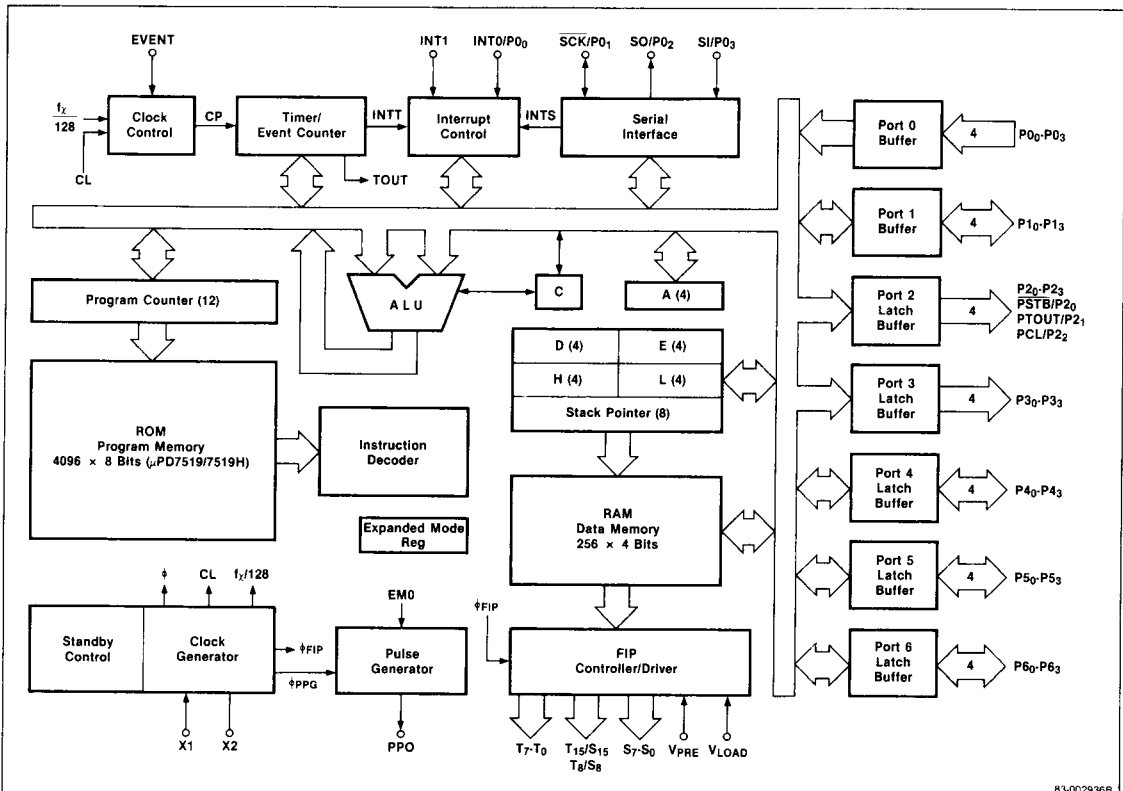 EVENT
INT1
INT0/P0₀
SCK/P0₁
SO/P0₂
SI/P0₃
fχ
128
Clock
Control
CP
Timer/
Event Counter
INTT
Interrupt
Control
INTS
Serial
Interface
CL
TOUT
Port 0
Buffer
4
P0₀-P0₃
Port 1
Buffer
4
P1₀-P1₃
Program Counter (12)
ALU
C
A (4)
Port 2
Latch
Buffer
4
P2₀-P2₃
PSTB/P2₀
PTOUT/P2₁
PCL/P2₂
D (4)
E (4)
H (4)
L (4)
Stack Pointer (8)
Port 3
Latch
Buffer
4
P3₀-P3₃
ROM
Program Memory
4096 × 8 Bits (µPD7519/7519H)
Instruction
Decoder
RAM
Data Memory
256 × 4 Bits
Port 4
Latch
Buffer
4
P4₀-P4₃
Expanded Mode
Reg
Port 5
Latch
Buffer
4
P5₀-P5₃
ϕ
CL
fχ/128
EM0
ϕFIP
Standby
Control
Clock
Generator
ϕFIP
ϕPPG
Pulse
Generator
FIP
Controller/Driver
Port 6
Latch
Buffer
4
P6₀-P6₃
X1
X2
PPO
T₇-T₀
T₁₅/S₁₅
T₈/S₈
S₇-S₀
VPRE
VLOAD
83-002936B